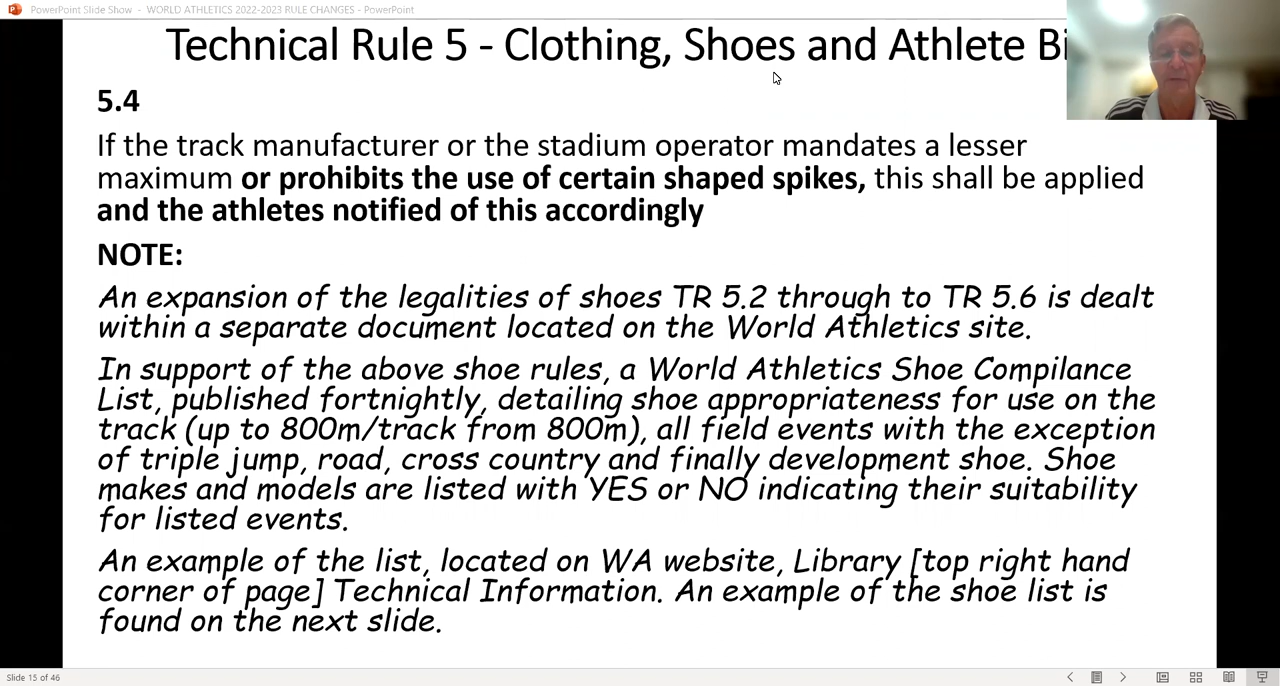 PowerPoint Slide Show - WORLD ATHLETICS 2022-2023 RULE CHANGES - PowerPoint
Technical Rule 5 - Clothing, Shoes and Athlete Bi
5.4
If the track manufacturer or the stadium operator mandates a lesser
maximum or prohibits the use of certain shaped spikes, this shall be applied
and the athletes notified of this accordingly
NOTE:
An expansion of the legalities of shoes TR 5.2 through to TR 5.6 is dealt
within a separate document located on the World Athletics site.
In support of the above shoe rules, a World Athletics Shoe Compilance
List, published fortnightly, detailing shoe appropriateness for use on the
track (up to 800m/track from 800m), all field events with the exception
of triple jump, road, cross country and finally development shoe. Shoe
makes and models are listed with YES or NO indicating their suitability
for listed events.
An example of the list, located on WA website, Library [top right hand
corner of page] Technical Information. An example of the shoe list is
found on the next slide.
Slide 15 of 46